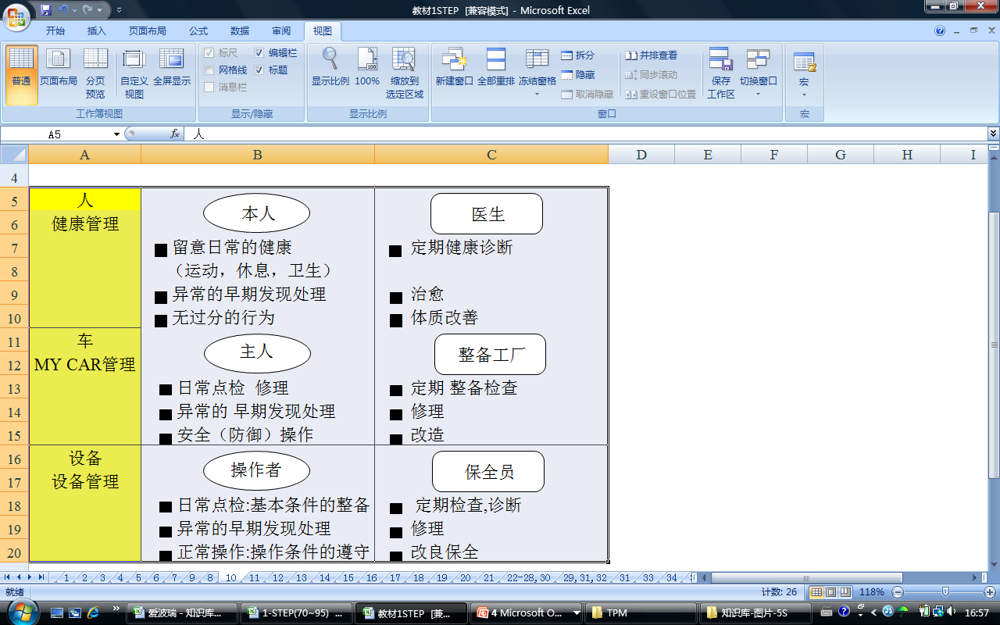 教材1STEP  [兼容模式] - Microsoft Excel
开始 插入 页面布局 公式 数据 审阅 视图
普通 页面布局 分页预览 自定义视图 全屏显示
工作簿视图
标尺 编辑栏
网格线 标题
消息栏
显示/隐藏
显示比例 100% 缩放到选定区域
显示比例
新建窗口 全部重排 冻结窗格
拆分
隐藏
取消隐藏
并排查看
同步滚动
重设窗口位置
保存工作区 切换窗口
窗口
宏
宏
A5 fx 人
A B C D E F G H I
4
5 人 本人 医生
6 健康管理
7 ■ 留意日常的健康 ■ 定期健康诊断
8 （运动，休息，卫生）
9 ■ 异常的早期发现处理 ■ 治愈
10 ■ 无过分的行为 ■ 体质改善
11 车 主人 整备工厂
12 MY CAR管理
13 ■ 日常点检 修理 ■ 定期 整备检查
14 ■ 异常的 早期发现处理 ■ 修理
15 ■ 安全（防御）操作 ■ 改造
16 设备 操作者 保全员
17 设备管理
18 ■ 日常点检:基本条件的整备 ■ 定期检查,诊断
19 ■ 异常的早期发现处理 ■ 修理
20 ■ 正常操作:操作条件的遵守 ■ 改良保全
1 2 3 4 5 6 7 8 9 10 11 12 13 14 15 16 17 18 19 20 21 22-28,30 29,31,32 31 33 34
就绪 计数: 26 118%
爱波瑞 - 知识库... 1-STEP(70~95) ... 教材1STEP  [兼... 4 Microsoft O... TPM 知识库-图片-5S 16:57